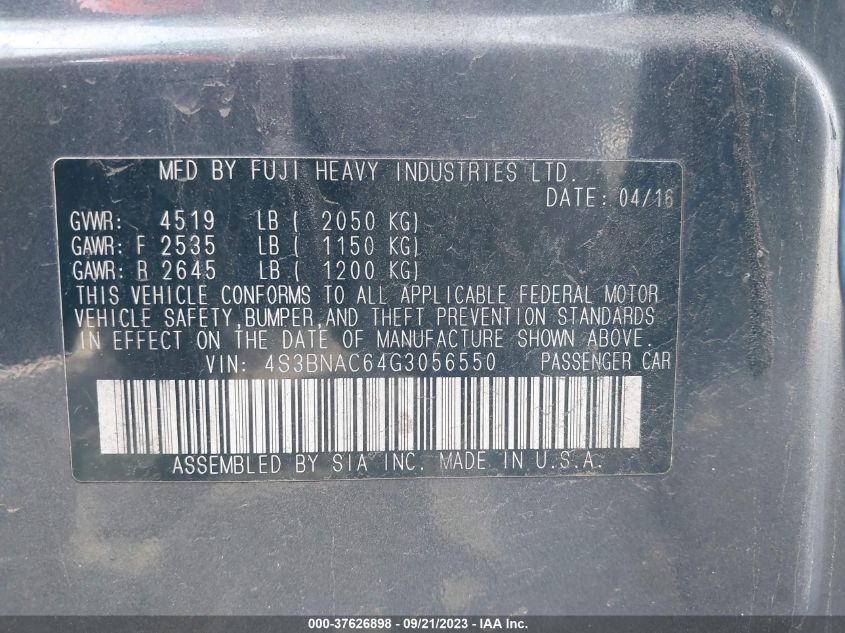 MFD BY FUJI HEAVY INDUSTRIES LTD.
DATE: 04/16
GVWR: 4519 LB ( 2050 KG)
GAWR: F 2535 LB ( 1150 KG)
GAWR: R 2645 LB ( 1200 KG)
THIS VEHICLE CONFORMS TO ALL APPLICABLE FEDERAL MOTOR
VEHICLE SAFETY,BUMPER,AND THEFT PREVENTION STANDARDS
IN EFFECT ON THE DATE OF MANUFACTURE SHOWN ABOVE.
VIN: 4S3BNAC64G3056550 PASSENGER CAR
ASSEMBLED BY SIA INC. MADE IN U.S.A.
000-37626898 - 09/21/2023 - IAA Inc.